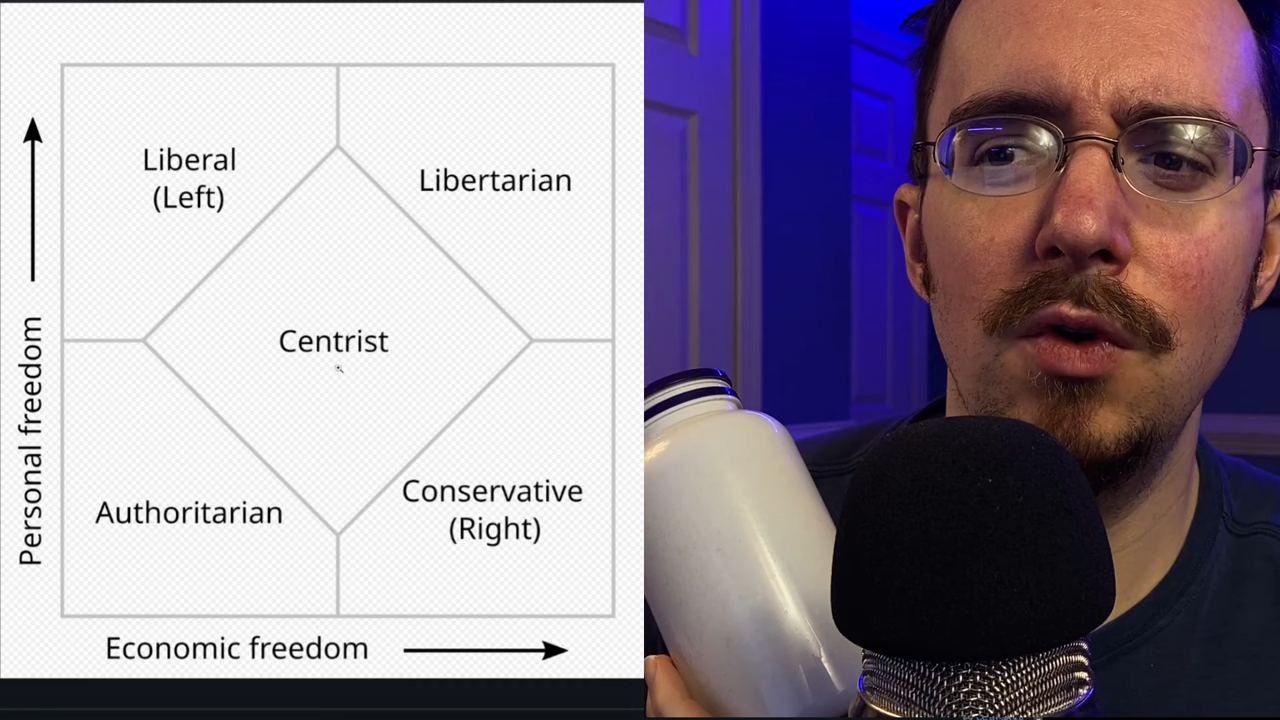 Liberal
(Left)
Libertarian
Centrist
Authoritarian
Conservative
(Right)
Personal freedom
Economic freedom